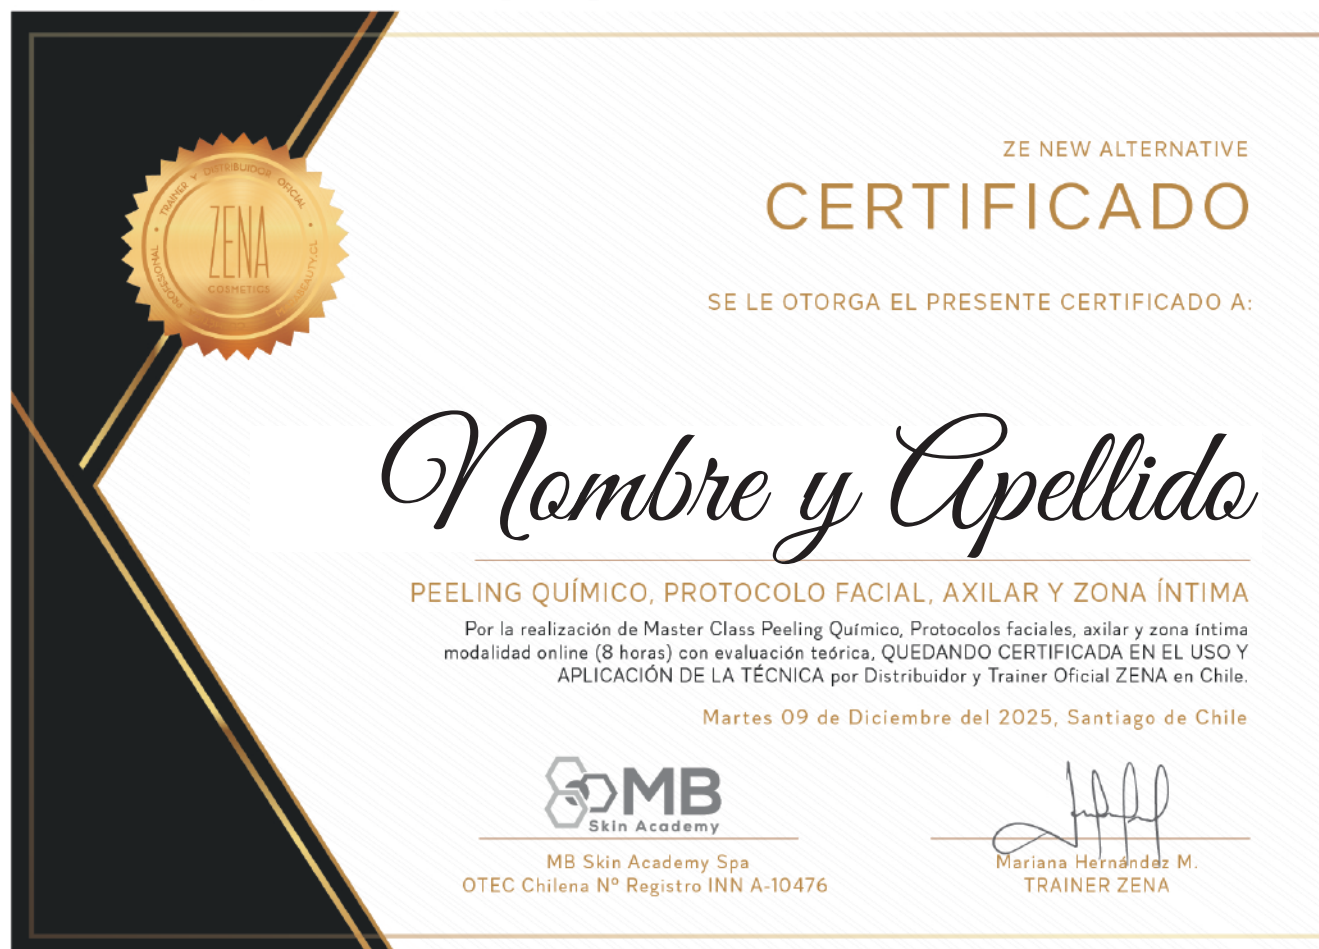 TRAINER Y DISTRIBUIDOR OFICIAL
PROFESIONAL
ZENA
COSMETICS
ZE NEW ALTERNATIVE
CERTIFICADO
SE LE OTORGA EL PRESENTE CERTIFICADO A:
Nombre y Apellido
PEELING QUÍMICO, PROTOCOLO FACIAL, AXILAR Y ZONA ÍNTIMA
Por la realización de Master Class Peeling Químico, Protocolos faciales, axilar y zona íntima
modalidad online (8 horas) con evaluación teórica, QUEDANDO CERTIFICADA EN EL USO Y
APLICACIÓN DE LA TÉCNICA por Distribuidor y Trainer Oficial ZENA en Chile.
Martes 09 de Diciembre del 2025, Santiago de Chile
MB
Skin Academy
MB Skin Academy Spa
OTEC Chilena Nº Registro INN A-10476
Mariana Hernández M.
TRAINER ZENA